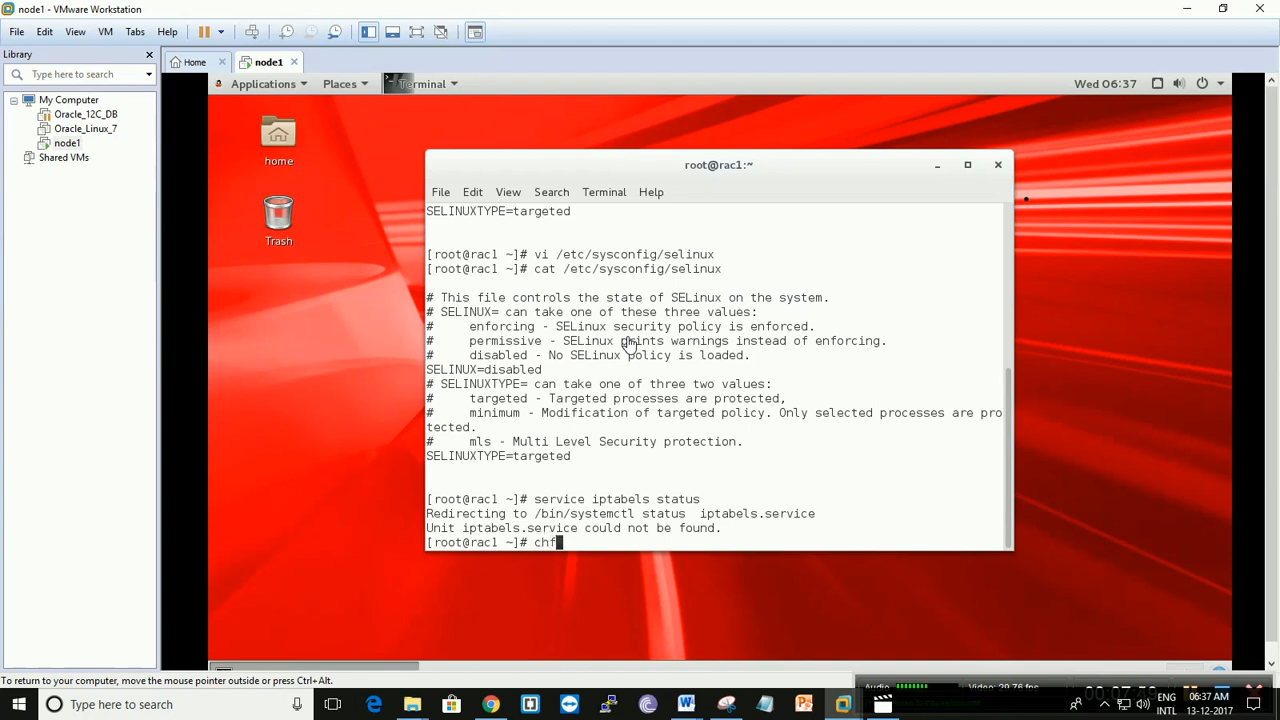 node1 - VMware Workstation
File Edit View VM Tabs Help
Library
Type here to search
My Computer
Oracle_12C_DB
Oracle_Linux_7
node1
Shared VMs
Home node1
Applications Places Terminal Wed 06:37
home
Trash
root@rac1:~
File Edit View Search Terminal Help
SELINUXTYPE=targeted
[root@rac1 ~]# vi /etc/sysconfig/selinux
[root@rac1 ~]# cat /etc/sysconfig/selinux
# This file controls the state of SELinux on the system.
# SELINUX= can take one of these three values:
# enforcing - SELinux security policy is enforced.
# permissive - SELinux prints warnings instead of enforcing.
# disabled - No SELinux policy is loaded.
SELINUX=disabled
# SELINUXTYPE= can take one of three two values:
# targeted - Targeted processes are protected,
# minimum - Modification of targeted policy. Only selected processes are pro
tected.
# mls - Multi Level Security protection.
SELINUXTYPE=targeted
[root@rac1 ~]# service iptabels status
Redirecting to /bin/systemctl status iptabels.service
Unit iptabels.service could not be found.
[root@rac1 ~]# chf
To return to your computer, move the mouse pointer outside or press Ctrl+Alt.
Type here to search
ENG
INTL
06:37 AM
13-12-2017